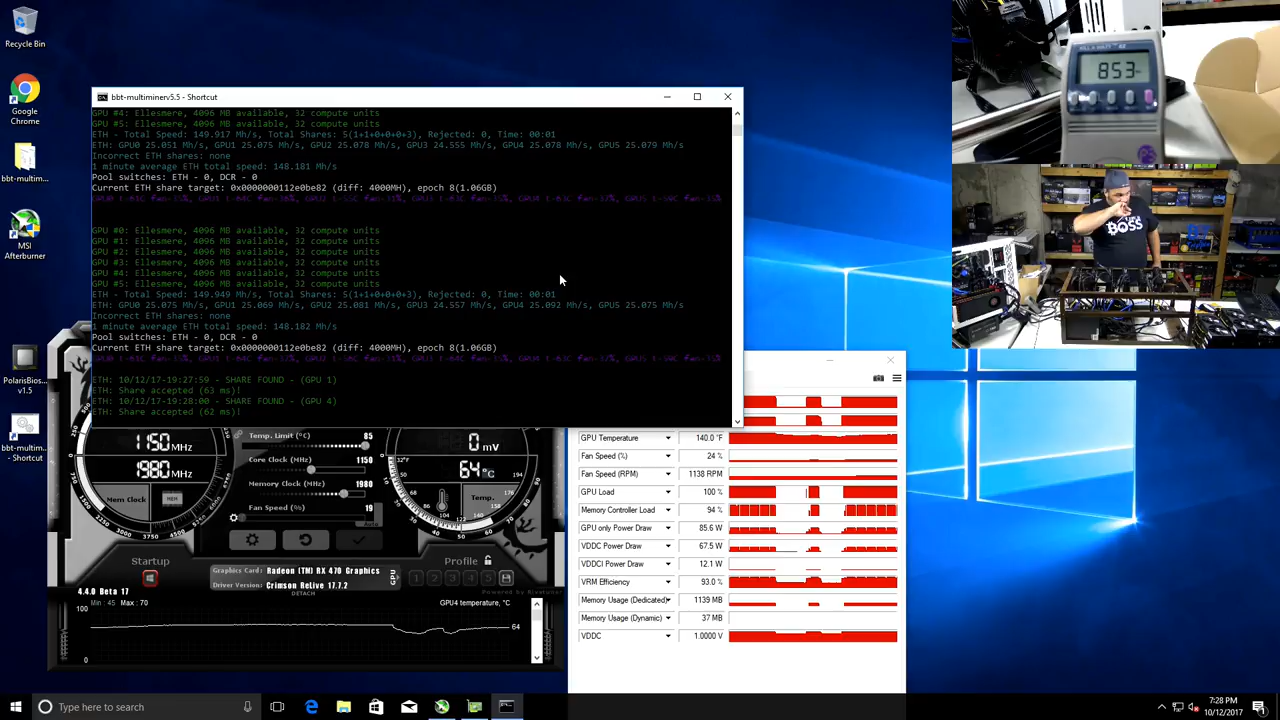 Recycle Bin
Google
Chrome
bbt-multim...
MSI
Afterburner
PolarisBios...
v1.5
bbt-multim...
Shortcut
bbt-multiminerv5.5 - Shortcut
GPU #4: Ellesmere, 4096 MB available, 32 compute units
GPU #5: Ellesmere, 4096 MB available, 32 compute units
ETH - Total Speed: 149.917 Mh/s, Total Shares: 5(1+1+0+0+0+3), Rejected: 0, Time: 00:01
ETH: GPU0 25.051 Mh/s, GPU1 25.075 Mh/s, GPU2 25.078 Mh/s, GPU3 24.555 Mh/s, GPU4 25.078 Mh/s, GPU5 25.079 Mh/s
Incorrect ETH shares: none
1 minute average ETH total speed: 148.181 Mh/s
Pool switches: ETH - 0, DCR - 0
Current ETH share target: 0x0000000112e0be82 (diff: 4000MH), epoch 8(1.06GB)
GPU #0: Ellesmere, 4096 MB available, 32 compute units
GPU #1: Ellesmere, 4096 MB available, 32 compute units
GPU #2: Ellesmere, 4096 MB available, 32 compute units
GPU #3: Ellesmere, 4096 MB available, 32 compute units
GPU #4: Ellesmere, 4096 MB available, 32 compute units
GPU #5: Ellesmere, 4096 MB available, 32 compute units
ETH - Total Speed: 149.949 Mh/s, Total Shares: 5(1+1+0+0+0+3), Rejected: 0, Time: 00:01
ETH: GPU0 25.075 Mh/s, GPU1 25.069 Mh/s, GPU2 25.081 Mh/s, GPU3 24.557 Mh/s, GPU4 25.092 Mh/s, GPU5 25.075 Mh/s
Incorrect ETH shares: none
1 minute average ETH total speed: 148.182 Mh/s
Pool switches: ETH - 0, DCR - 0
Current ETH share target: 0x0000000112e0be82 (diff: 4000MH), epoch 8(1.06GB)
ETH: 10/12/17-19:27:59 - SHARE FOUND - (GPU 1)
ETH: Share accepted (63 ms)!
ETH: 10/12/17-19:28:00 - SHARE FOUND - (GPU 4)
ETH: Share accepted (62 ms)!
853
BOSS
1150 MHz
1980 MHz
Mem Clock
Temp. Limit (°C) 85
Core Clock (MHz) 1150
Memory Clock (MHz) 1980
Fan Speed (%) 19
Auto
0 mV
64 °C
Temp.
Startup
Profile
1 2 3 4 5
Graphics Card: Radeon (TM) RX 470 Graphics
Driver Version: Crimson Relive 17.7.2
GPU
4.4.0 Beta 17
DETACH
Powered by Rivatuner
Min : 45 Max : 70
GPU4 temperature, °C
100
64
0
GPU Temperature 140.0 °F
Fan Speed (%) 24 %
Fan Speed (RPM) 1138 RPM
GPU Load 100 %
Memory Controller Load 94 %
GPU only Power Draw 85.6 W
VDDC Power Draw 67.5 W
VDDCI Power Draw 12.1 W
VRM Efficiency 93.0 %
Memory Usage (Dedicated) 1139 MB
Memory Usage (Dynamic) 37 MB
VDDC 1.0000 V
Type here to search
7:28 PM
10/12/2017